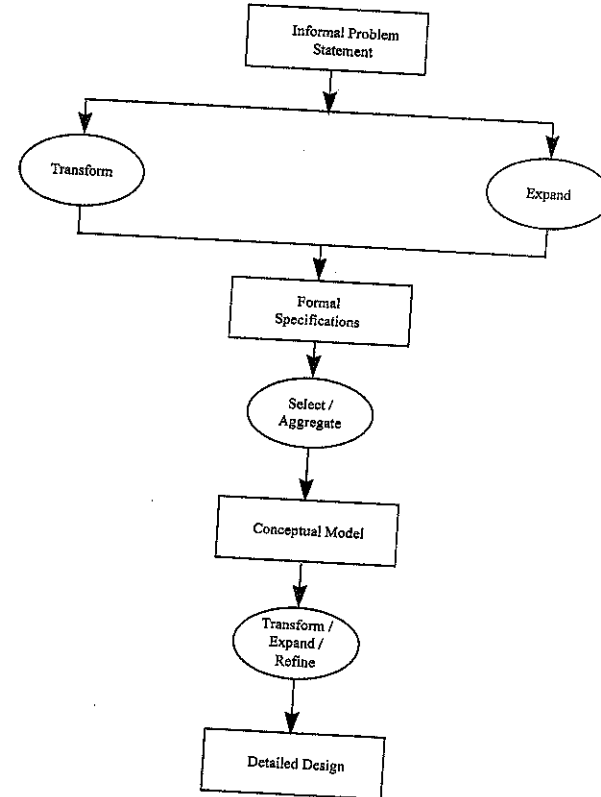 Informal Problem
Statement
Transform
Expand
Formal
Specifications
Select /
Aggregate
Conceptual Model
Transform /
Expand /
Refine
Detailed Design